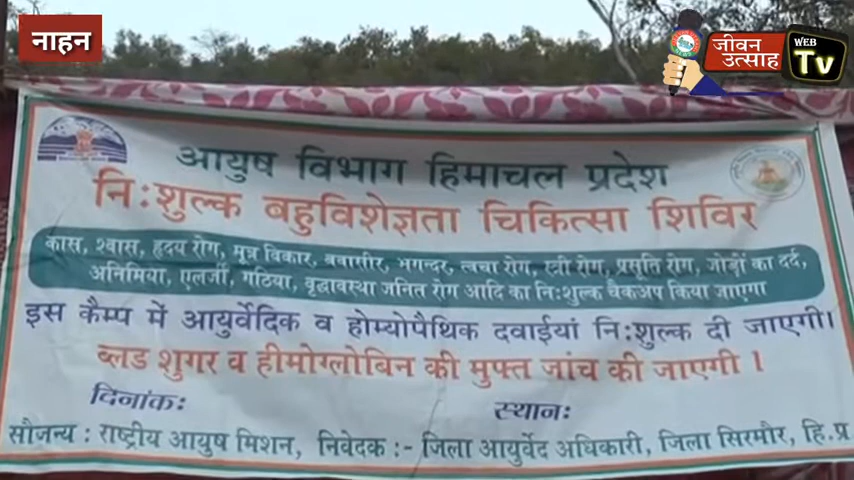 नाहन
जीवन उत्साह
WEB Tv
आयुष विभाग हिमाचल प्रदेश
नि:शुल्क बहुविशेज्ञता चिकित्सा शिविर
कास, श्वास, हृदय रोग, मुत्र विकार, बवासीर, भगन्दर, त्वचा रोग, स्त्री रोग, प्रसुति रोग, जोड़ों का दर्द,
अनिमिया, एलर्जी, गठिया, वृद्धावस्था जनित रोग आदि का नि:शुल्क चैकअप किया जाएगा
इस कैम्प में आयुर्वेदिक व होम्योपैथिक दवाईयां नि:शुल्क दी जाएगी।
ब्लड शुगर व हीमोग्लोविन की मुफ्त जांच की जाएगी ।
दिनांक: स्थान:
सौजन्य : राष्ट्रीय आयुष मिशन, निवेदक :- जिला आयुर्वेद अधिकारी, जिला सिरमौर, हि.प्र